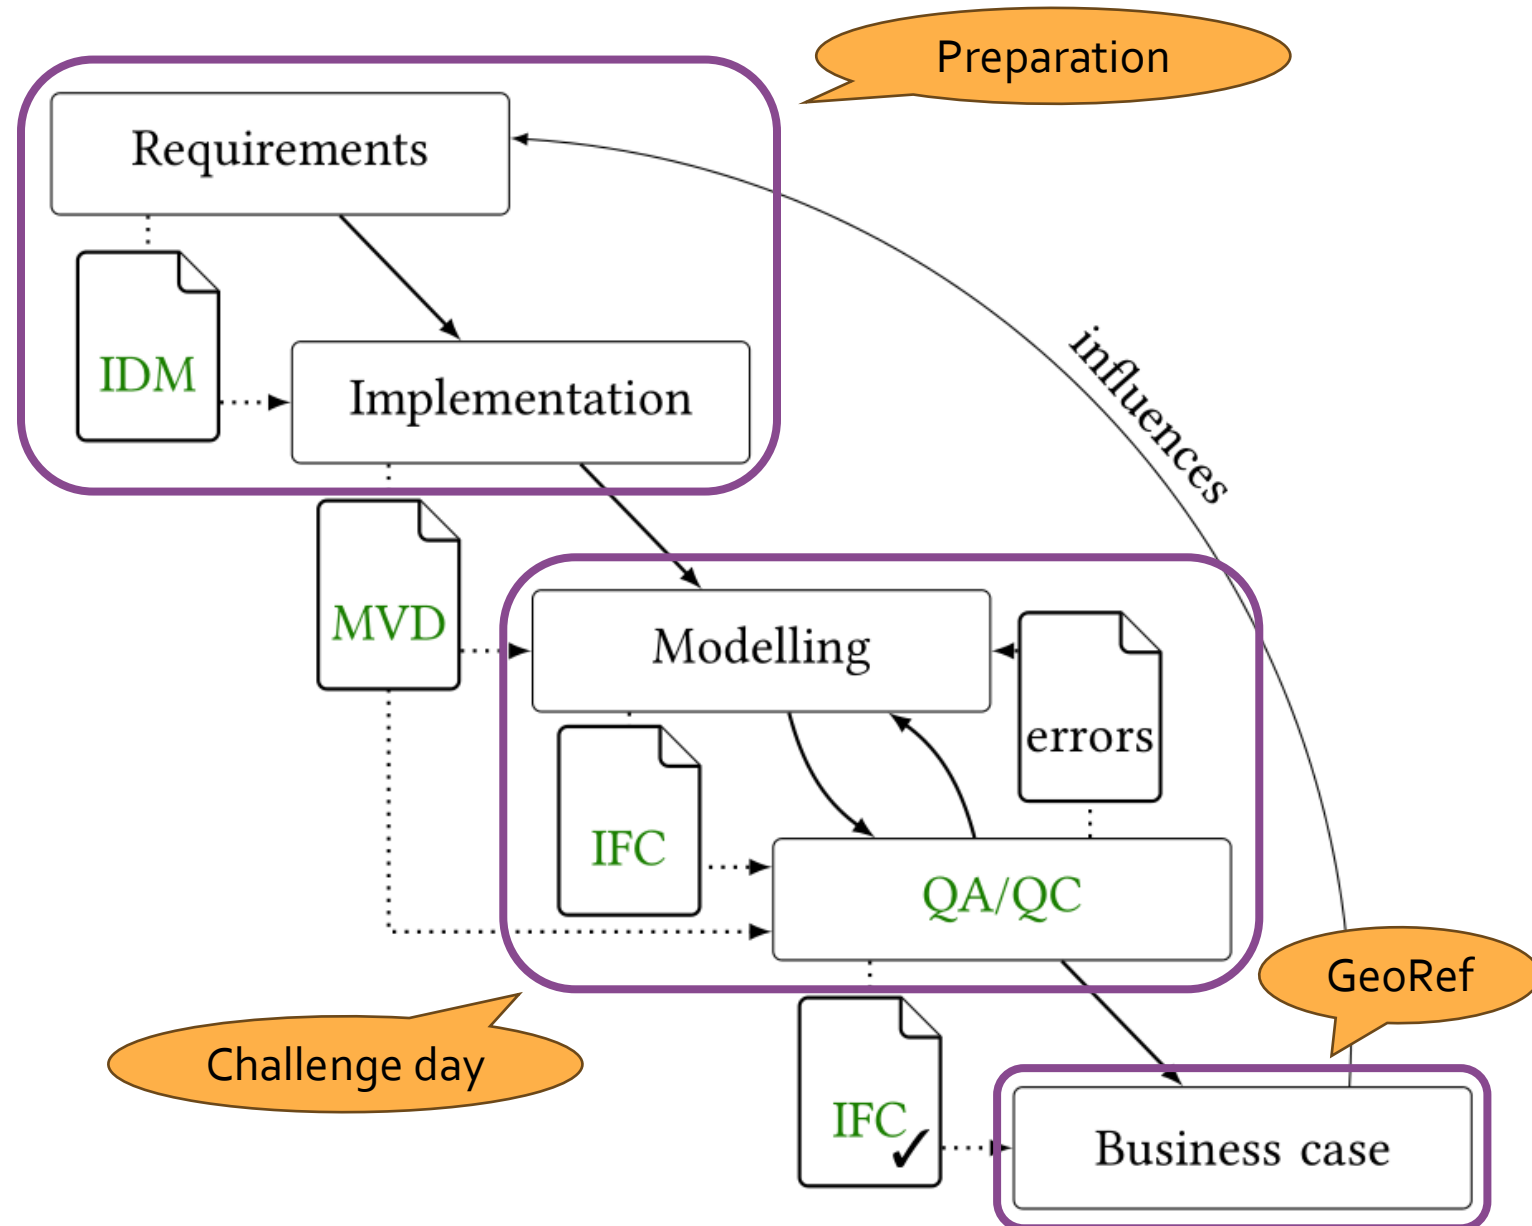 Preparation
Requirements
IDM
Implementation
influences
MVD
Modelling
errors
IFC
QA/QC
GeoRef
Challenge day
IFC✓
Business case